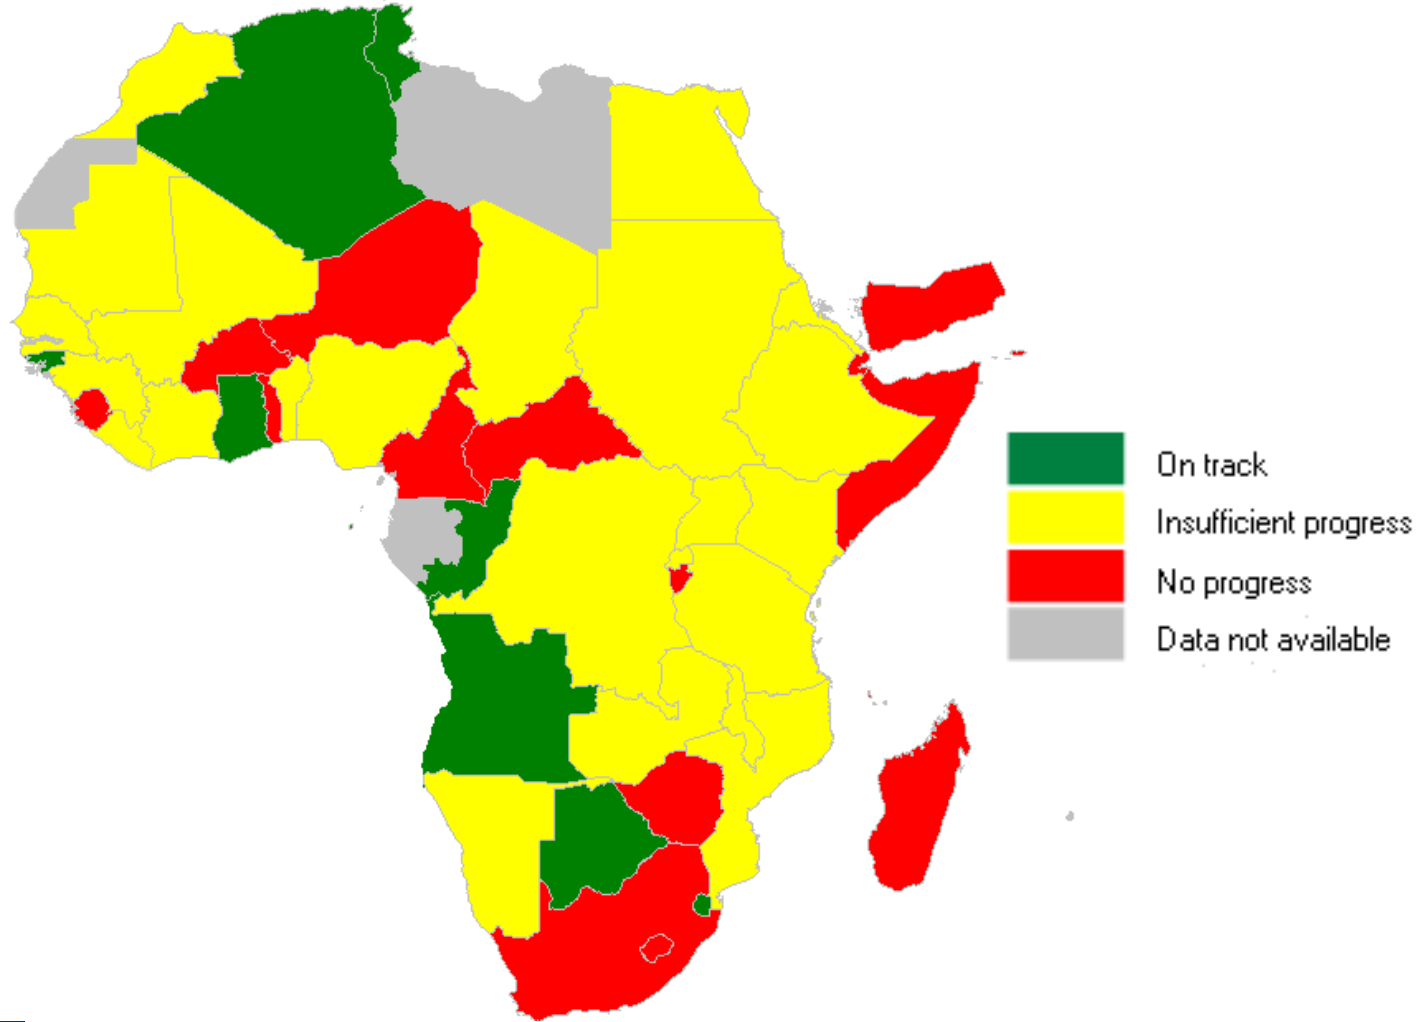 On track
Insufficient progress
No progress
Data not available